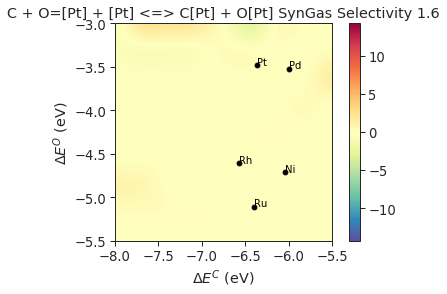 C + O=[Pt] + [Pt] <=> C[Pt] + O[Pt] SynGas Selectivity 1.6
−3.0
−3.5
−4.0
−4.5
−5.0
−5.5
ΔE^O (eV)
Pt
Pd
Rh
Ni
Ru
−8.0 −7.5 −7.0 −6.5 −6.0 −5.5
ΔE^C (eV)
10
5
0
−5
−10